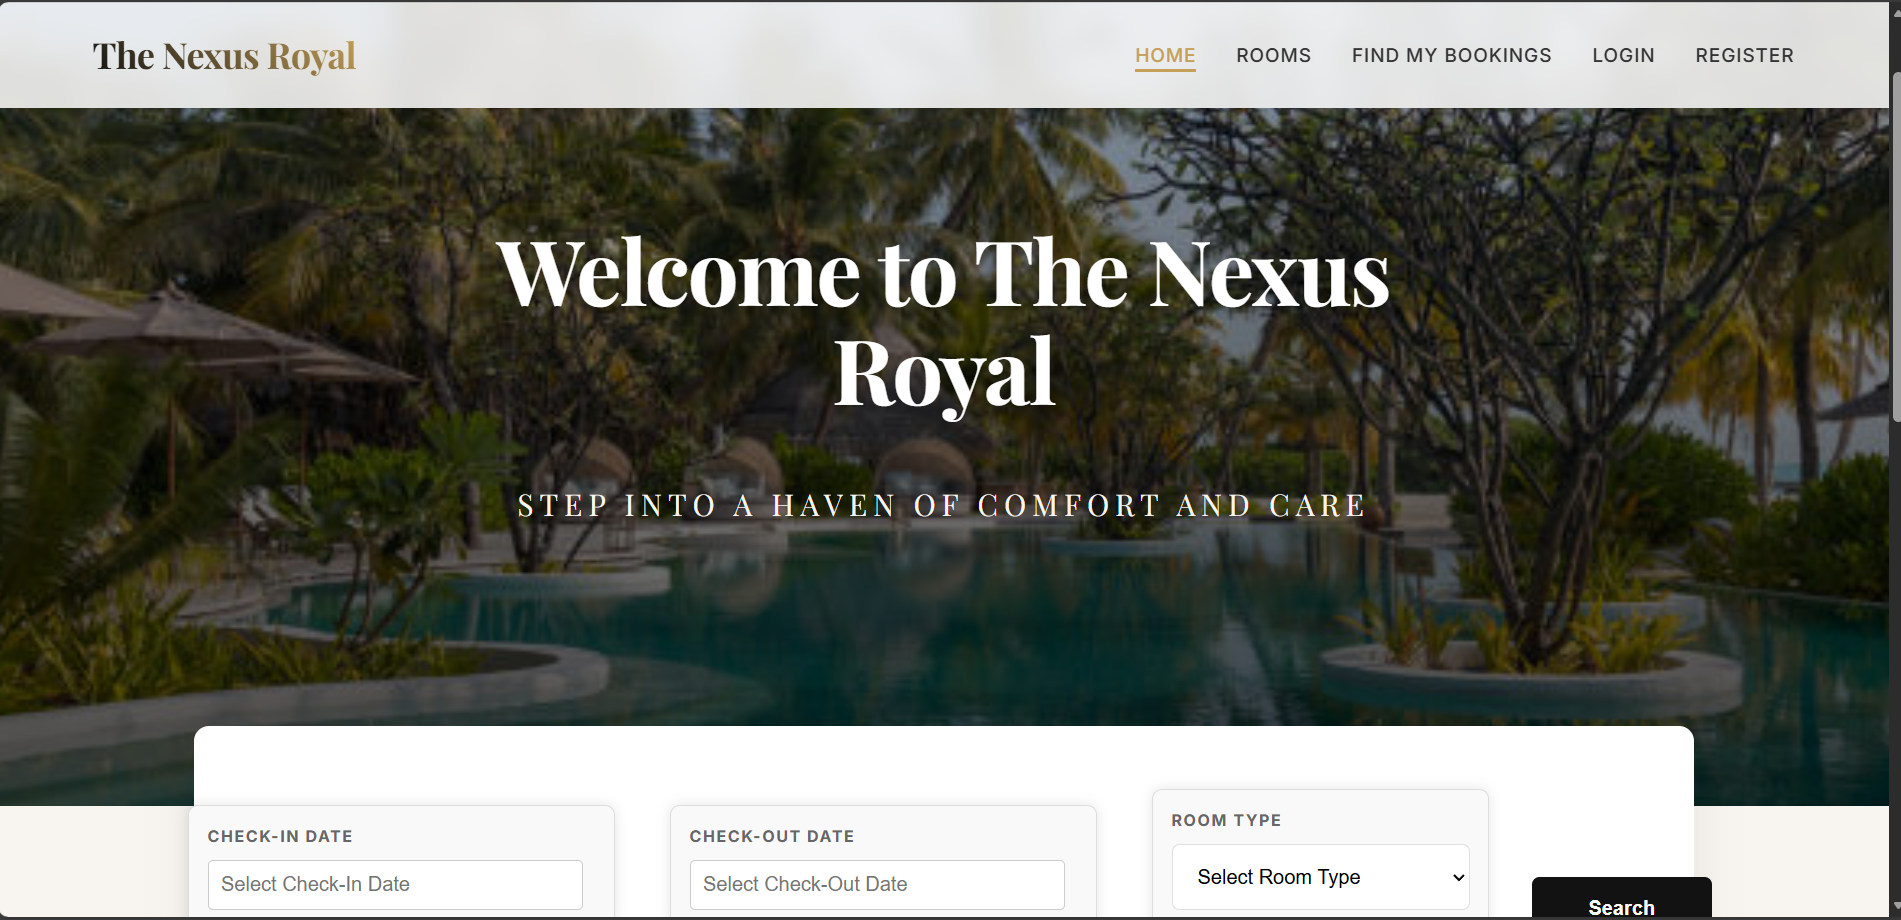 The Nexus Royal
HOME ROOMS FIND MY BOOKINGS LOGIN REGISTER
Welcome to The Nexus
Royal
STEP INTO A HAVEN OF COMFORT AND CARE
CHECK-IN DATE
Select Check-In Date
CHECK-OUT DATE
Select Check-Out Date
ROOM TYPE
Select Room Type
Search